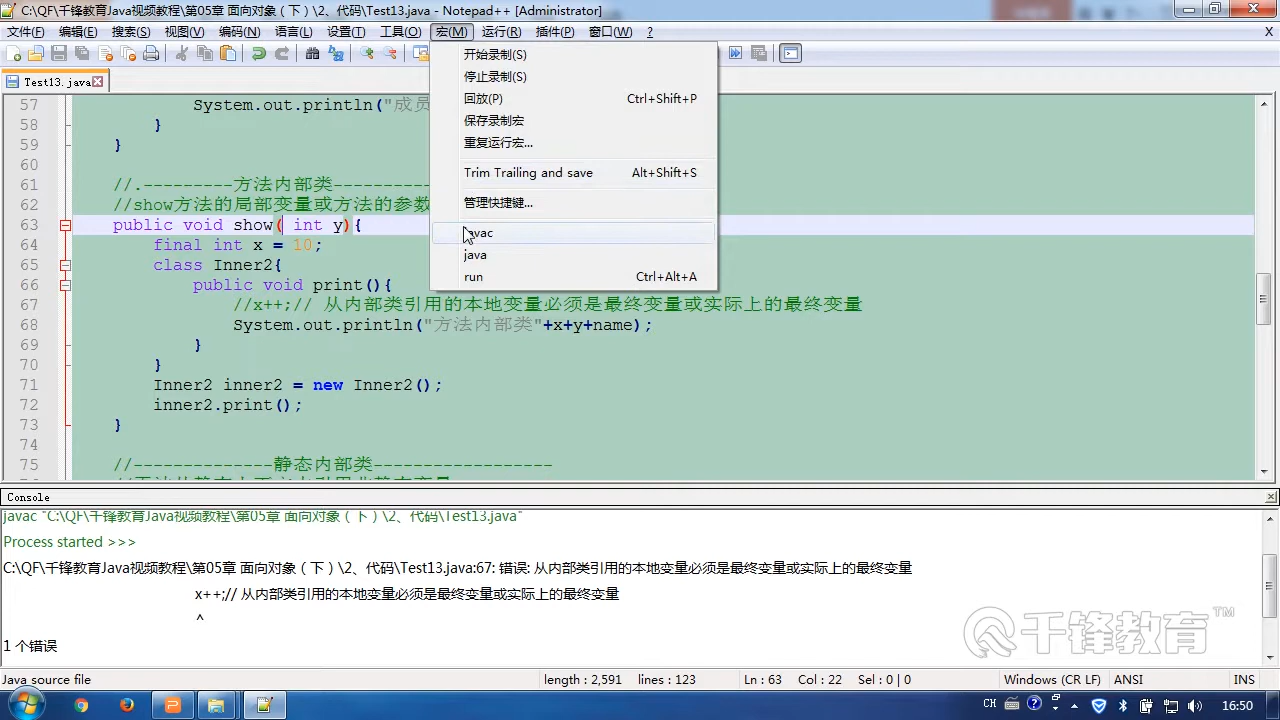 C:\QF\千锋教育Java视频教程\第05章 面向对象（下）\2、代码\Test13.java - Notepad++ [Administrator]
文件(F) 编辑(E) 搜索(S) 视图(V) 编码(N) 语言(L) 设置(T) 工具(O) 宏(M) 运行(R) 插件(P) 窗口(W) ? X
开始录制(S)
停止录制(S)
回放(P) Ctrl+Shift+P
保存录制宏
重复运行宏...
Trim Trailing and save Alt+Shift+S
管理快捷键...
javac
java
run Ctrl+Alt+A
Test13.java
57 System.out.println("成员
58 }
59 }
60
61 //.---------方法内部类----------
62 //show方法的局部变量或方法的参数
63 public void show( int y){
64 final int x = 10;
65 class Inner2{
66 public void print(){
67 //x++;// 从内部类引用的本地变量必须是最终变量或实际上的最终变量
68 System.out.println("方法内部类"+x+y+name);
69 }
70 }
71 Inner2 inner2 = new Inner2();
72 inner2.print();
73 }
74
75 //--------------静态内部类------------------
Console
javac "C:\QF\千锋教育Java视频教程\第05章 面向对象（下）\2、代码\Test13.java"
Process started >>>
C:\QF\千锋教育Java视频教程\第05章 面向对象（下）\2、代码\Test13.java:67: 错误: 从内部类引用的本地变量必须是最终变量或实际上的最终变量
x++;// 从内部类引用的本地变量必须是最终变量或实际上的最终变量
^
1 个错误
千锋教育™
Java source file length : 2,591 lines : 123 Ln : 63 Col : 22 Sel : 0 | 0 Windows (CR LF) ANSI INS
CH 16:50